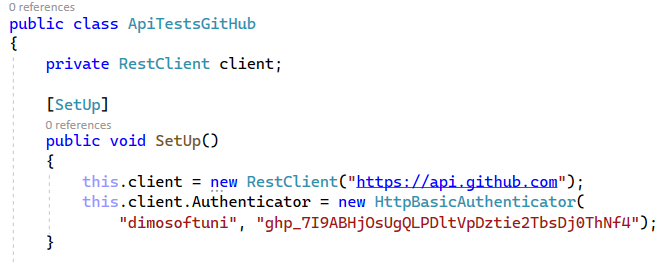 0 references
public class ApiTestsGitHub
{
private RestClient client;
[SetUp]
0 references
public void SetUp()
{
this.client = new RestClient("https://api.github.com");
this.client.Authenticator = new HttpBasicAuthenticator(
"dimosoftuni", "ghp_7I9ABHjOsUgQLPDltVpDztie2TbsDj0ThNf4");
}